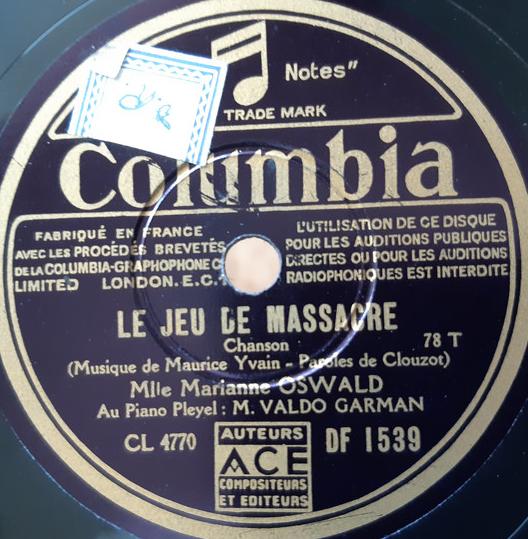 Notes"
TRADE MARK
Columbia
FABRIQUÉ EN FRANCE
AVEC LES PROCÉDÉS BREVETÉS
DE LA COLUMBIA-GRAPHOPHONE Cº
LIMITED LONDON.E.C.1
L'UTILISATION DE CE DISQUE
POUR LES AUDITIONS PUBLIQUES
DIRECTES OU POUR LES AUDITIONS
RADIOPHONIQUES EST INTERDITE
LE JEU DE MASSACRE
Chanson
78 T
(Musique de Maurice Yvain - Paroles de Clouzot)
Mlle Marianne OSWALD
Au Piano Pleyel : M. VALDO GARMAN
CL 4770
AUTEURS
ACE
COMPOSITEURS
ET EDITEURS
DF 1539